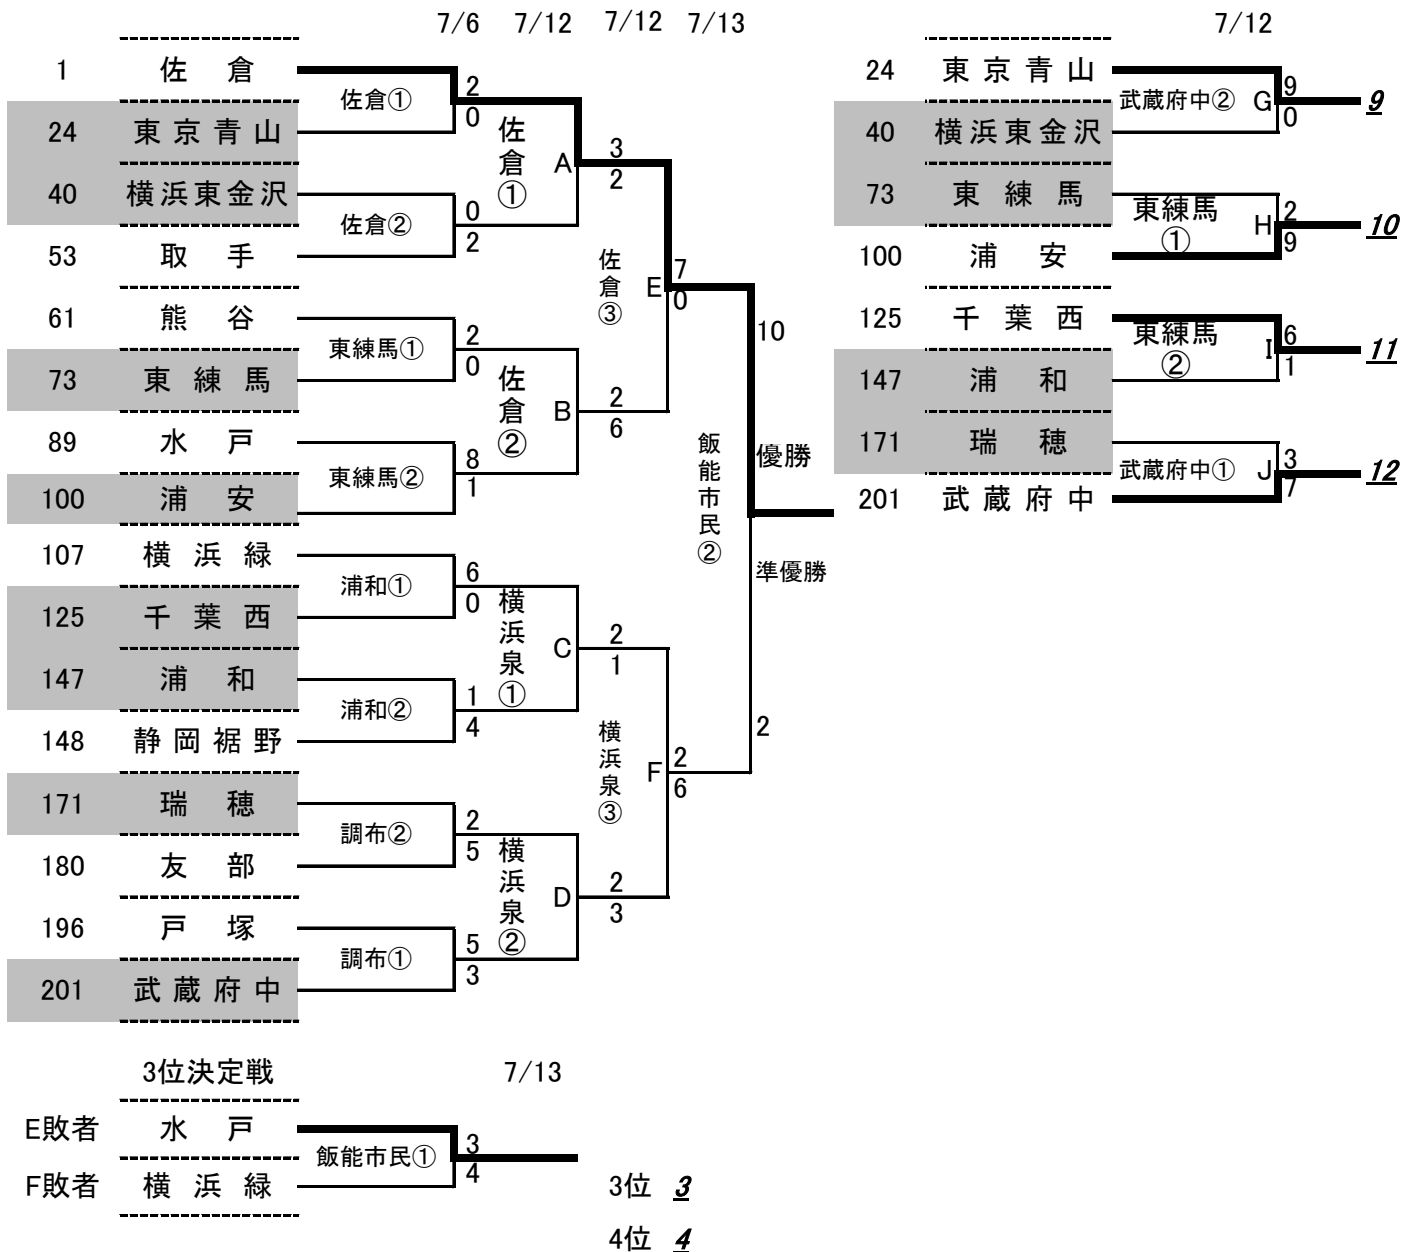 7/6 7/12 7/12 7/13
1 佐倉
佐倉①
2
0
24 東京青山
佐倉①
A
3
2
40 横浜東金沢
佐倉②
0
2
53 取手
佐倉③
E
7
0
61 熊谷
東練馬①
2
0
73 東練馬
佐倉②
B
2
6
89 水戸
東練馬②
8
1
100 浦安
10
飯能市民②
優勝
準優勝
2
107 横浜緑
浦和①
6
0
125 千葉西
横浜泉①
C
2
1
147 浦和
浦和②
1
4
148 静岡裾野
横浜泉③
F
2
6
171 瑞穂
調布②
2
5
180 友部
横浜泉②
D
2
3
196 戸塚
調布①
5
3
201 武蔵府中
3位決定戦 7/13
E敗者 水戸
飯能市民①
3
4
F敗者 横浜緑
3位 3
4位 4
7/12
24 東京青山
武蔵府中② G
9
0
9
40 横浜東金沢
73 東練馬
東練馬①
H
2
9
10
100 浦安
125 千葉西
東練馬②
I
6
1
11
147 浦和
171 瑞穂
武蔵府中① J
3
7
12
201 武蔵府中